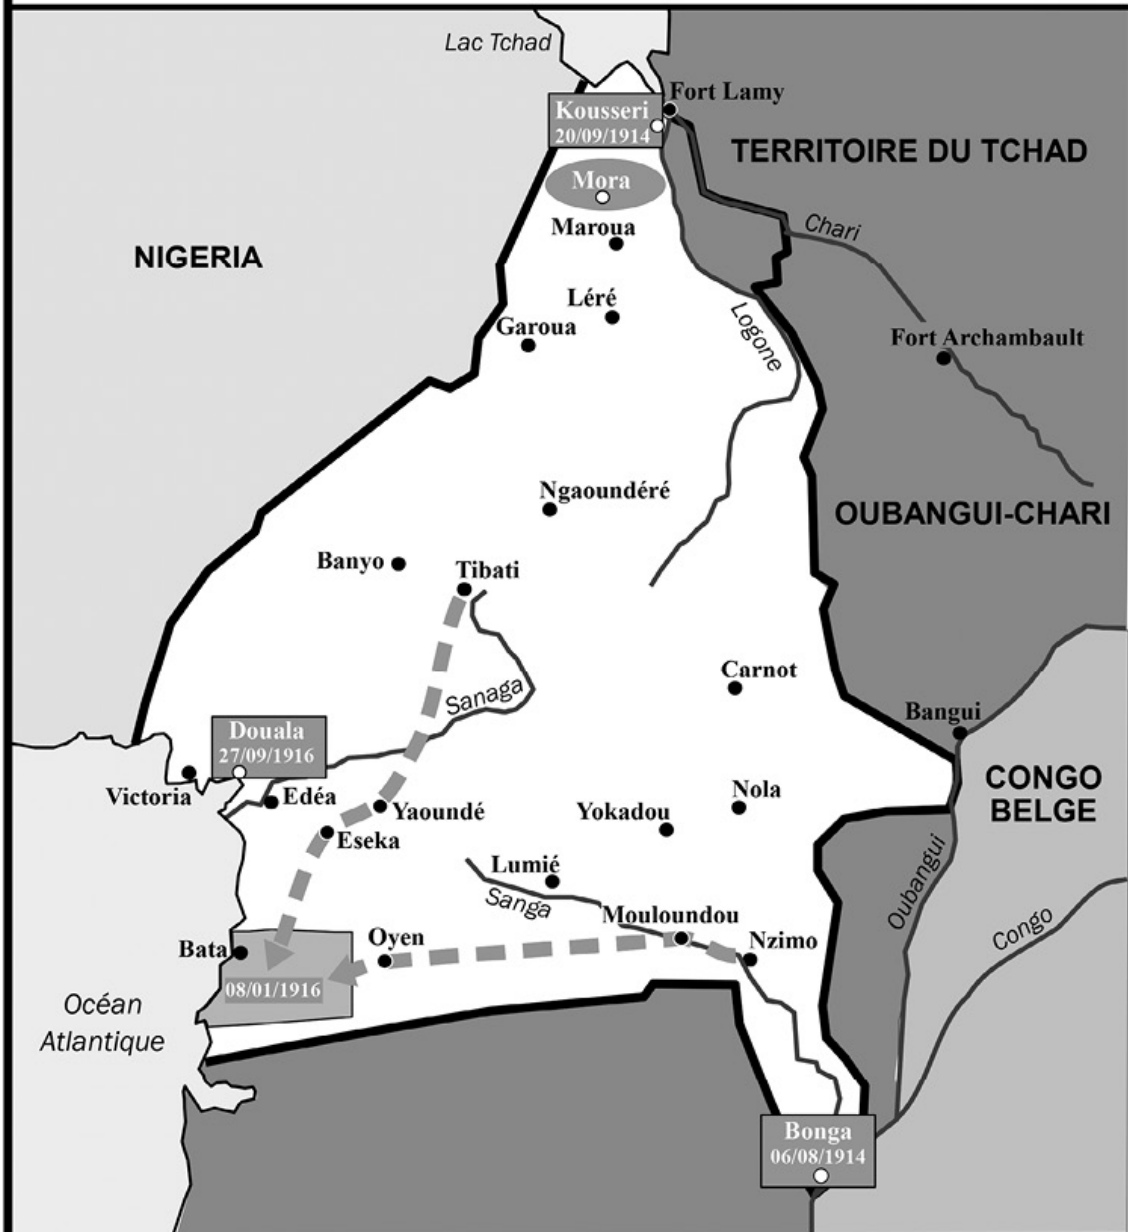 Lac Tchad
Fort Lamy
Kousseri
20/09/1914
TERRITOIRE DU TCHAD
Mora
Maroua
Chari
NIGERIA
Léré
Logone
Garoua
Fort Archambault
Ngaoundéré
OUBANGUI-CHARI
Banyo
Tibati
Carnot
Sanaga
Bangui
Douala
27/09/1916
Victoria
Edéa
Yaoundé
Eseka
Yokadou
Nola
CONGO
BELGE
Lumié
Sanga
Oubangui
Mouloundou
Congo
Bata
Oyen
Nzimo
08/01/1916
Océan
Atlantique
Bonga
06/08/1914